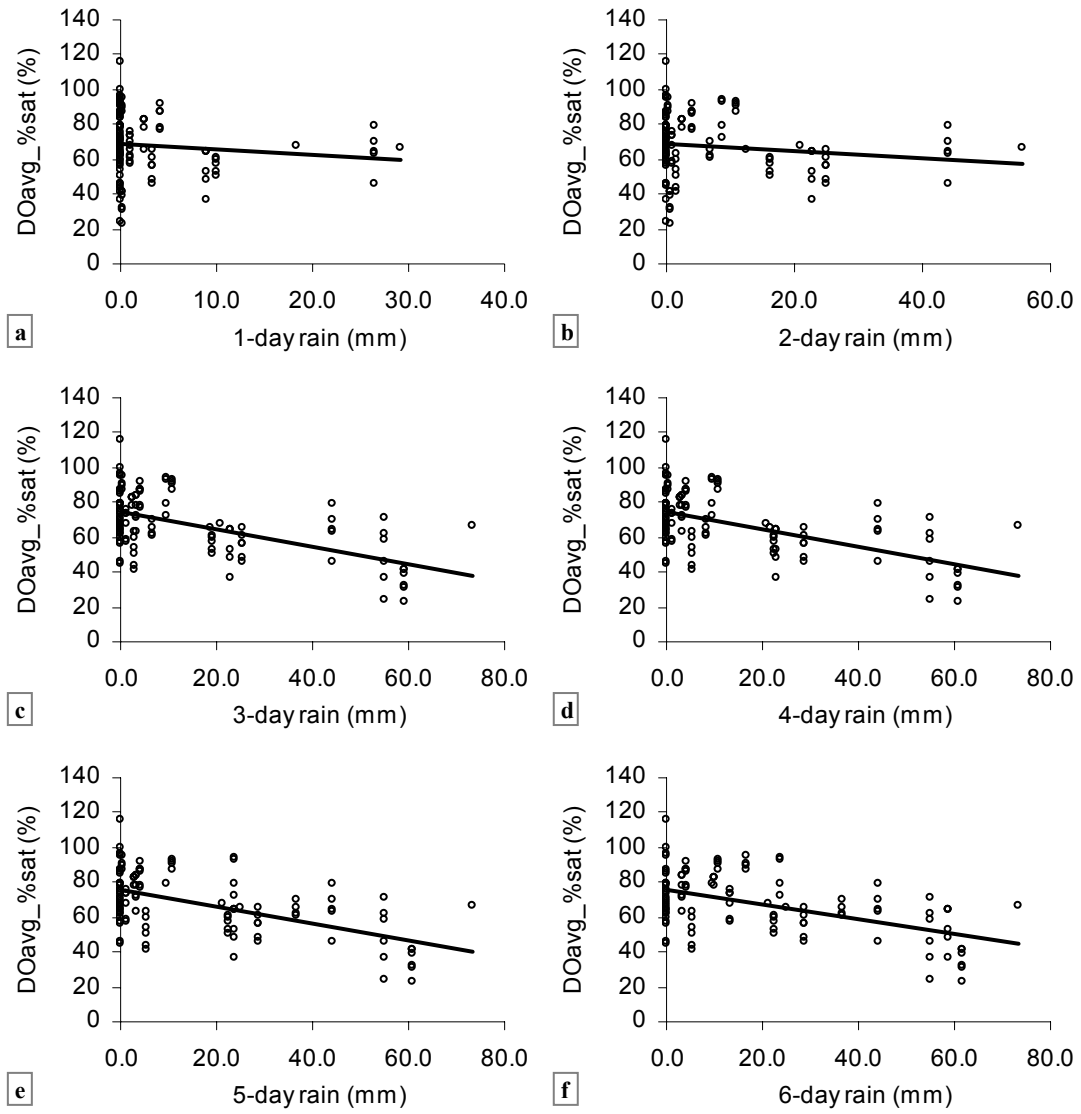 140
120
100
80
60
40
20
0
DOavg_%sat (%)
0.0 10.0 20.0 30.0 40.0
1-day rain (mm)
a
140
120
100
80
60
40
20
0
DOavg_%sat (%)
0.0 20.0 40.0 60.0
2-day rain (mm)
b
140
120
100
80
60
40
20
0
DOavg_%sat (%)
0.0 20.0 40.0 60.0 80.0
3-day rain (mm)
c
140
120
100
80
60
40
20
0
DOavg_%sat (%)
0.0 20.0 40.0 60.0 80.0
4-day rain (mm)
d
140
120
100
80
60
40
20
0
DOavg_%sat (%)
0.0 20.0 40.0 60.0 80.0
5-day rain (mm)
e
140
120
100
80
60
40
20
0
DOavg_%sat (%)
0.0 20.0 40.0 60.0 80.0
6-day rain (mm)
f